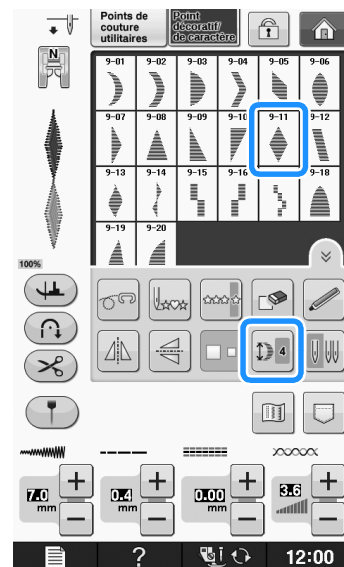 Points de
couture
utilitaires
Point
décoratif/
de caractère
N
9-01 9-02 9-03 9-04 9-05 9-06
9-07 9-08 9-09 9-10 9-11 9-12
9-13 9-14 9-15 9-16 9-18
9-19 9-20
100%
4
7.0
mm
0.4
mm
0.00
mm
3.6
?
12:00